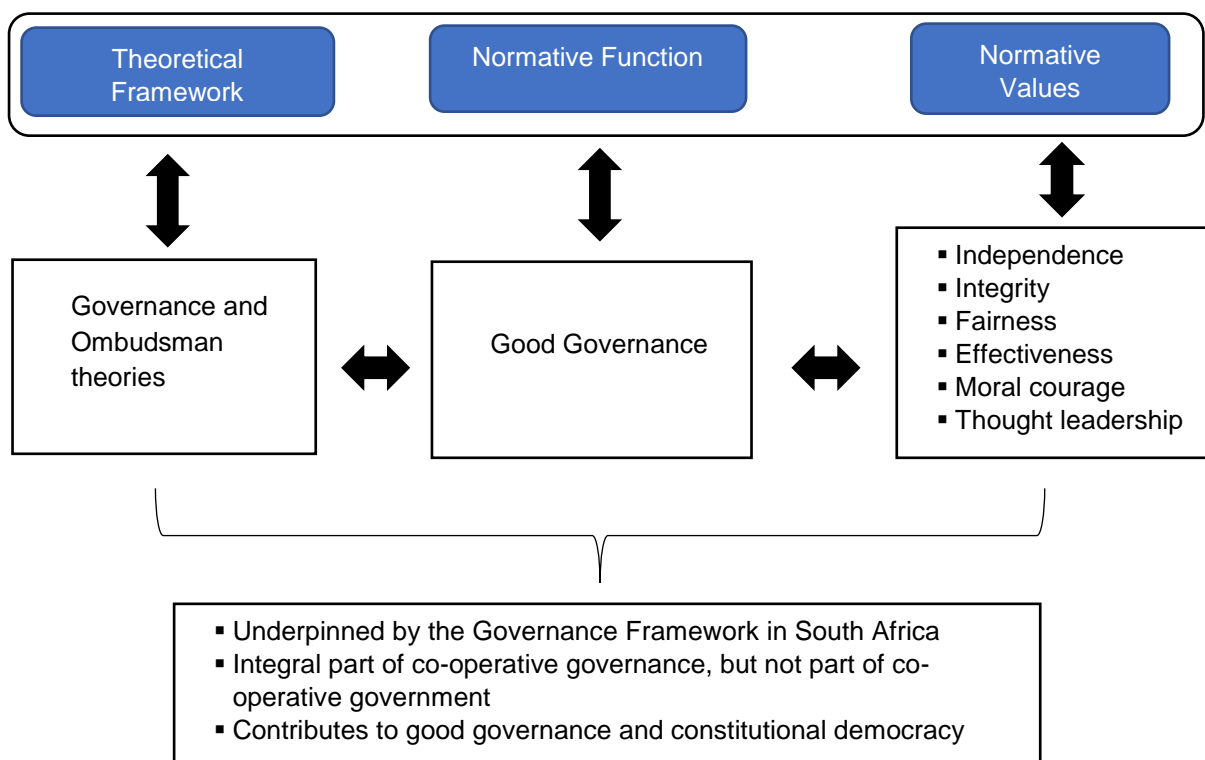 Theoretical
Framework
Normative Function
Normative
Values
Governance and
Ombudsman
theories
Good Governance
▪ Independence
▪ Integrity
▪ Fairness
▪ Effectiveness
▪ Moral courage
▪ Thought leadership
▪ Underpinned by the Governance Framework in South Africa
▪ Integral part of co-operative governance, but not part of co-
operative government
▪ Contributes to good governance and constitutional democracy